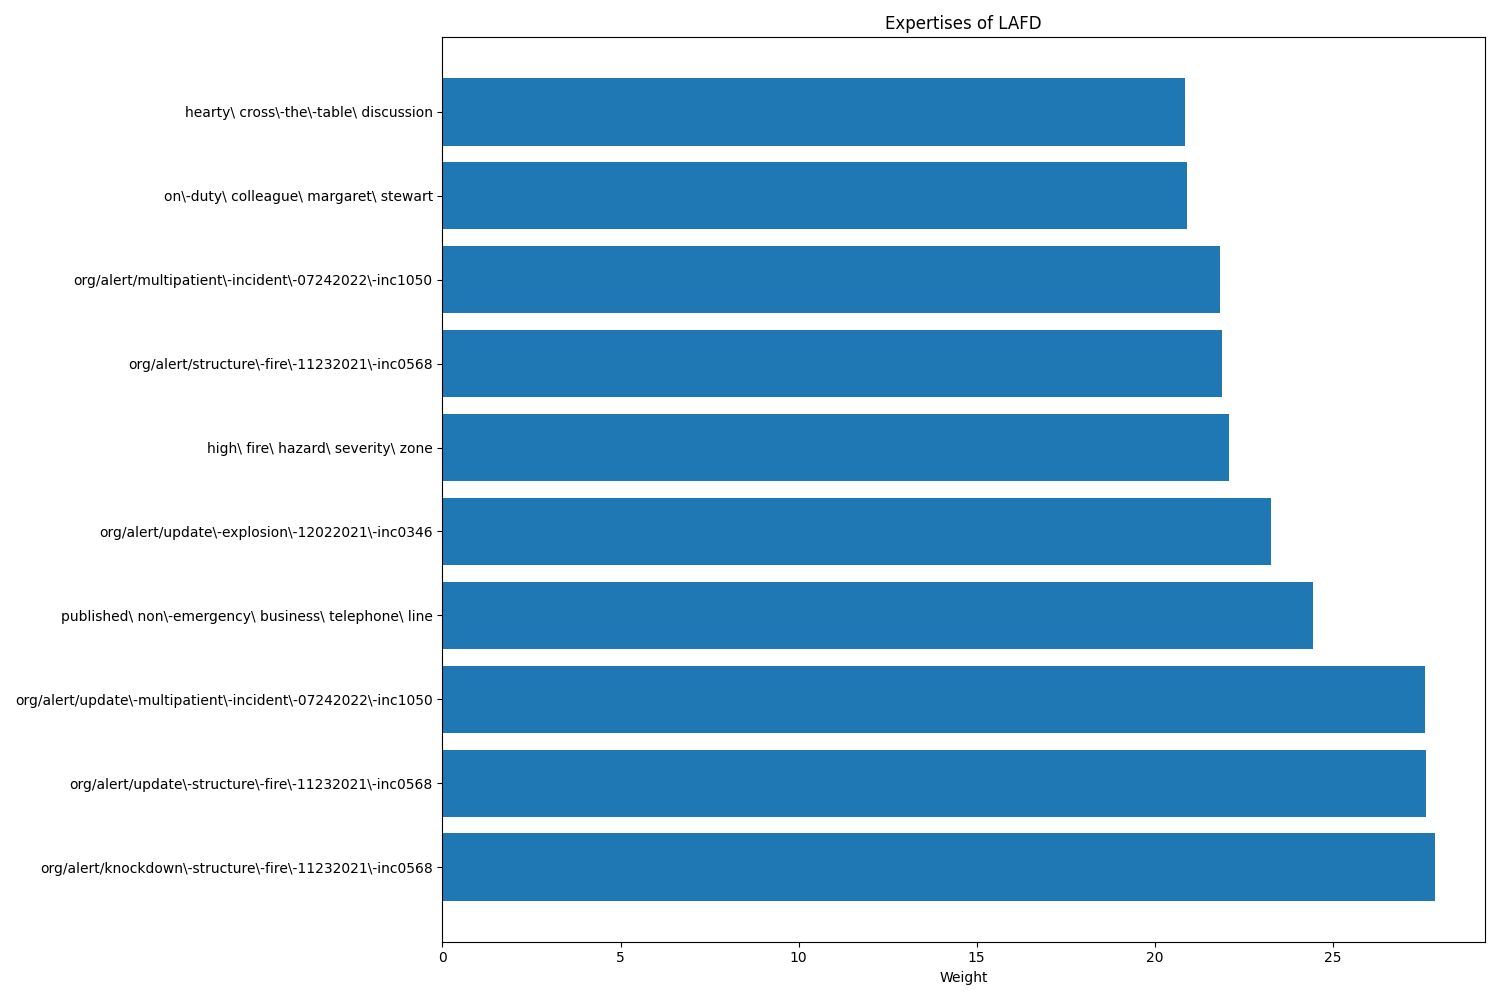 Expertises of LAFD
hearty\ cross\-the\-table\ discussion
on\-duty\ colleague\ margaret\ stewart
org/alert/multipatient\-incident\-07242022\-inc1050
org/alert/structure\-fire\-11232021\-inc0568
high\ fire\ hazard\ severity\ zone
org/alert/update\-explosion\-12022021\-inc0346
published\ non\-emergency\ business\ telephone\ line
org/alert/update\-multipatient\-incident\-07242022\-inc1050
org/alert/update\-structure\-fire\-11232021\-inc0568
org/alert/knockdown\-structure\-fire\-11232021\-inc0568
0 5 10 15 20 25
Weight